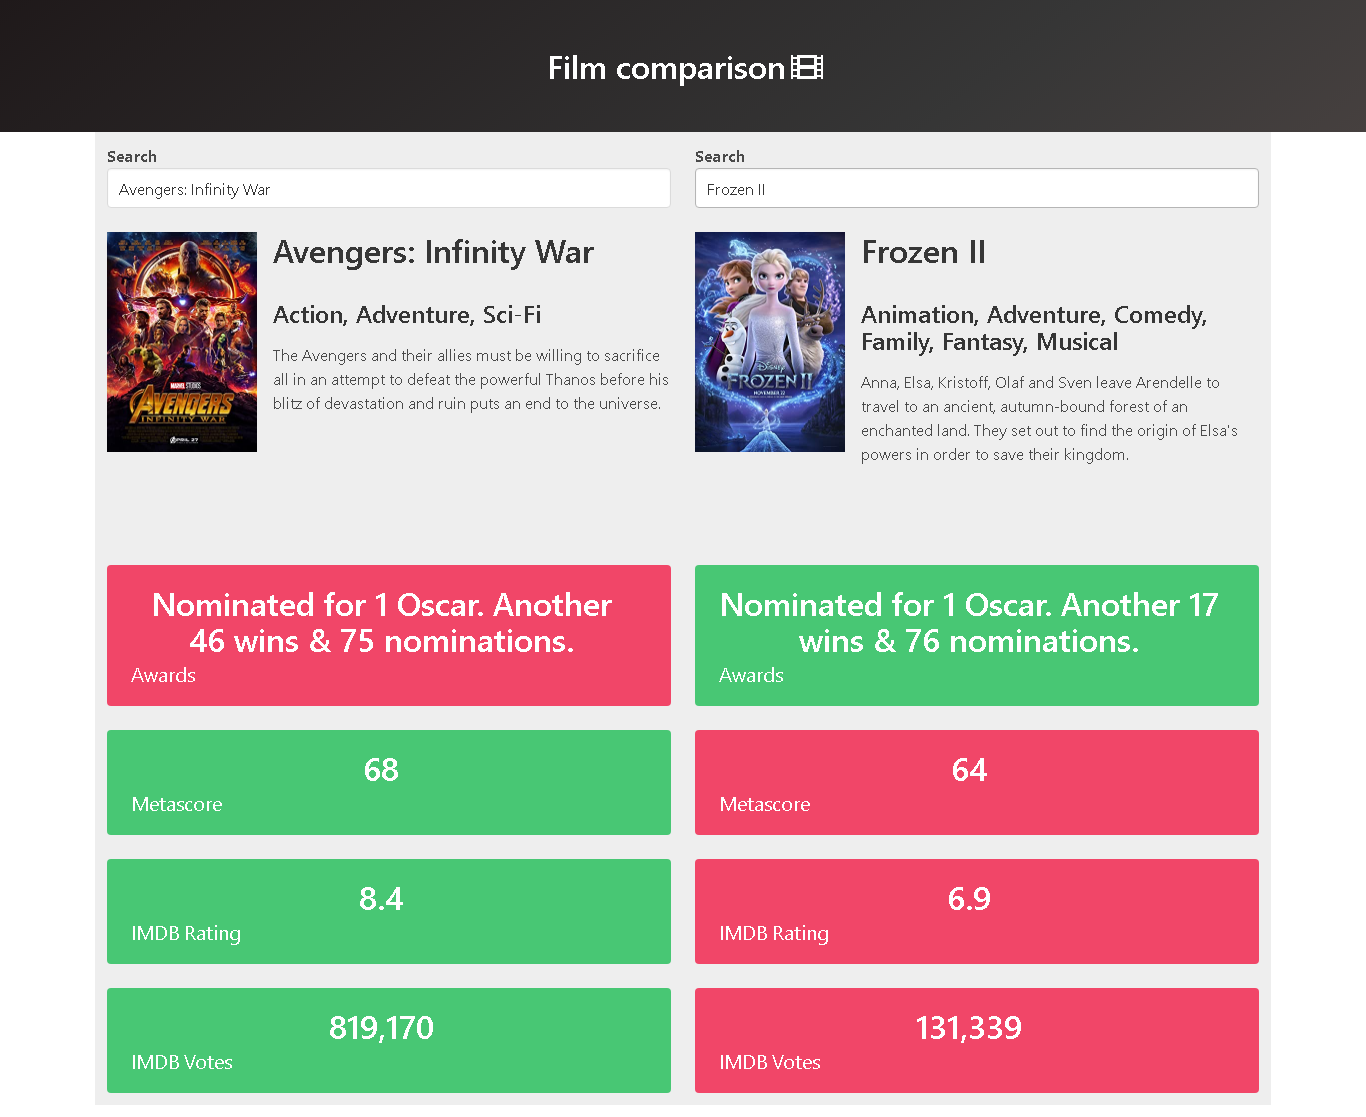 Film comparison
Search
Avengers: Infinity War
Avengers: Infinity War
Action, Adventure, Sci-Fi
The Avengers and their allies must be willing to sacrifice
all in an attempt to defeat the powerful Thanos before his
blitz of devastation and ruin puts an end to the universe.
MARVEL STUDIOS
AVENGERS
INFINITY WAR
APRIL 27
Search
Frozen II
Frozen II
Animation, Adventure, Comedy,
Family, Fantasy, Musical
Anna, Elsa, Kristoff, Olaf and Sven leave Arendelle to
travel to an ancient, autumn-bound forest of an
enchanted land. They set out to find the origin of Elsa's
powers in order to save their kingdom.
DISNEY
FROZEN II
NOVEMBER 22
Nominated for 1 Oscar. Another
46 wins & 75 nominations.
Awards
Nominated for 1 Oscar. Another 17
wins & 76 nominations.
Awards
68
Metascore
64
Metascore
8.4
IMDB Rating
6.9
IMDB Rating
819,170
IMDB Votes
131,339
IMDB Votes